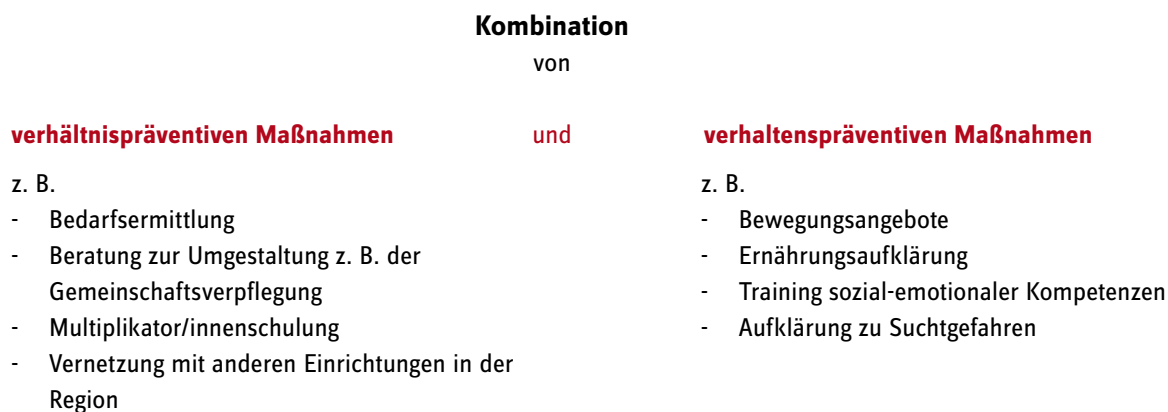 Kombination
von
verhältnispräventiven Maßnahmen und verhaltenspräventiven Maßnahmen
z. B.
- Bedarfsermittlung
- Beratung zur Umgestaltung z. B. der
Gemeinschaftsverpflegung
- Multiplikator/innenschulung
- Vernetzung mit anderen Einrichtungen in der
Region
z. B.
- Bewegungsangebote
- Ernährungsaufklärung
- Training sozial-emotionaler Kompetenzen
- Aufklärung zu Suchtgefahren